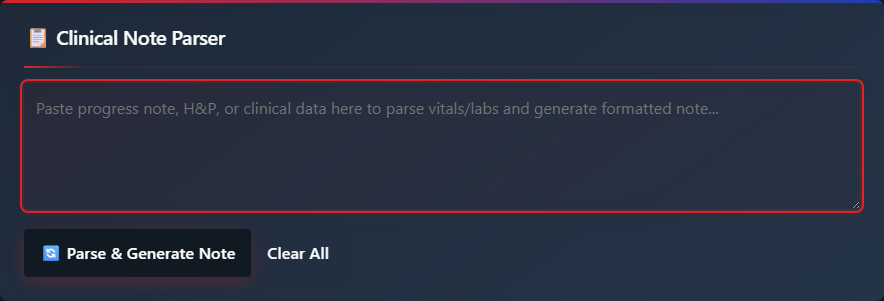 📋 Clinical Note Parser
Paste progress note, H&P, or clinical data here to parse vitals/labs and generate formatted note...
🔄 Parse & Generate Note Clear All